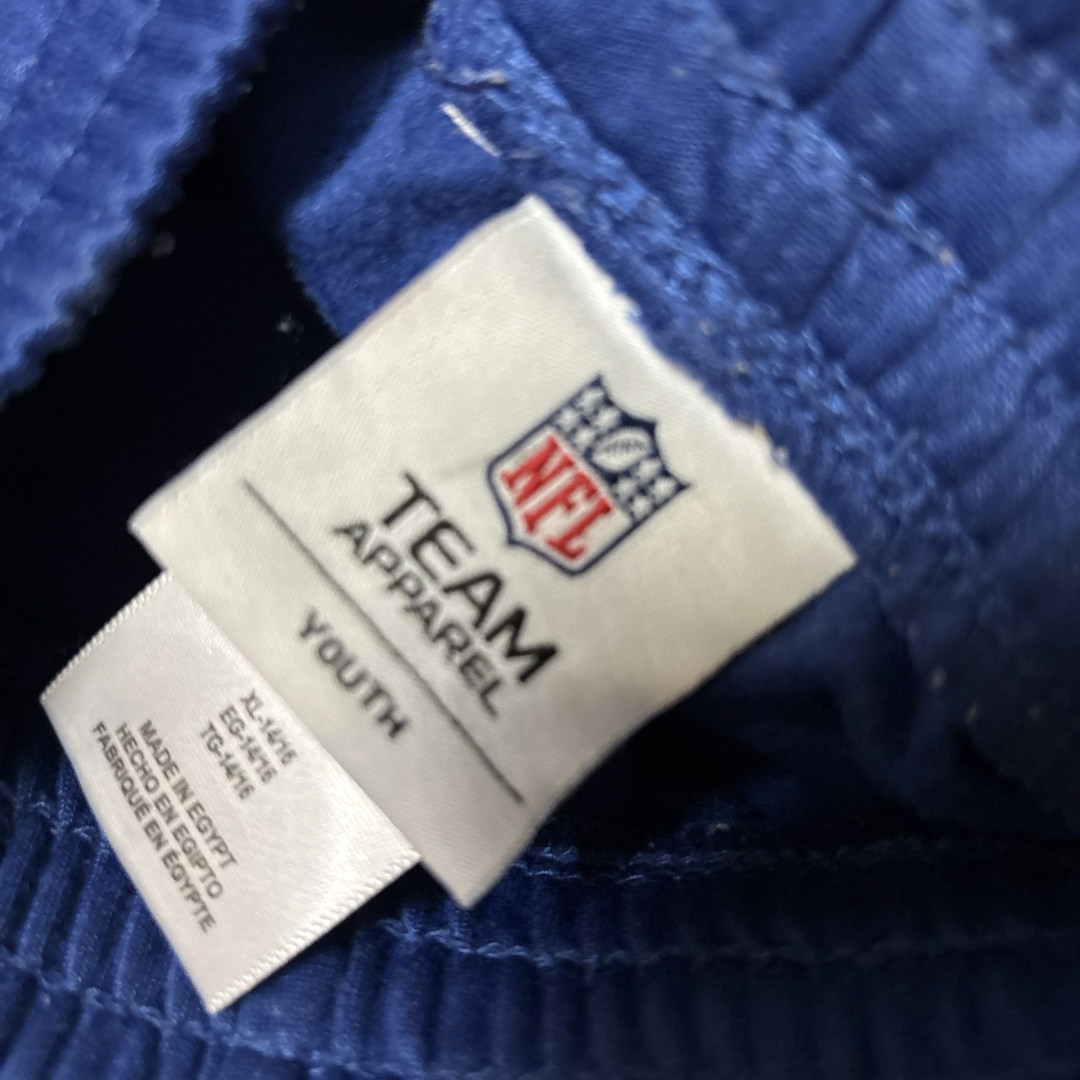 NFL
TEAM
APPAREL
YOUTH
XL-14/16
EG-14/16
TG-14/16
MADE IN EGYPT
HECHO EN EGIPTO
FABRIQUÉ EN ÉGYPTE